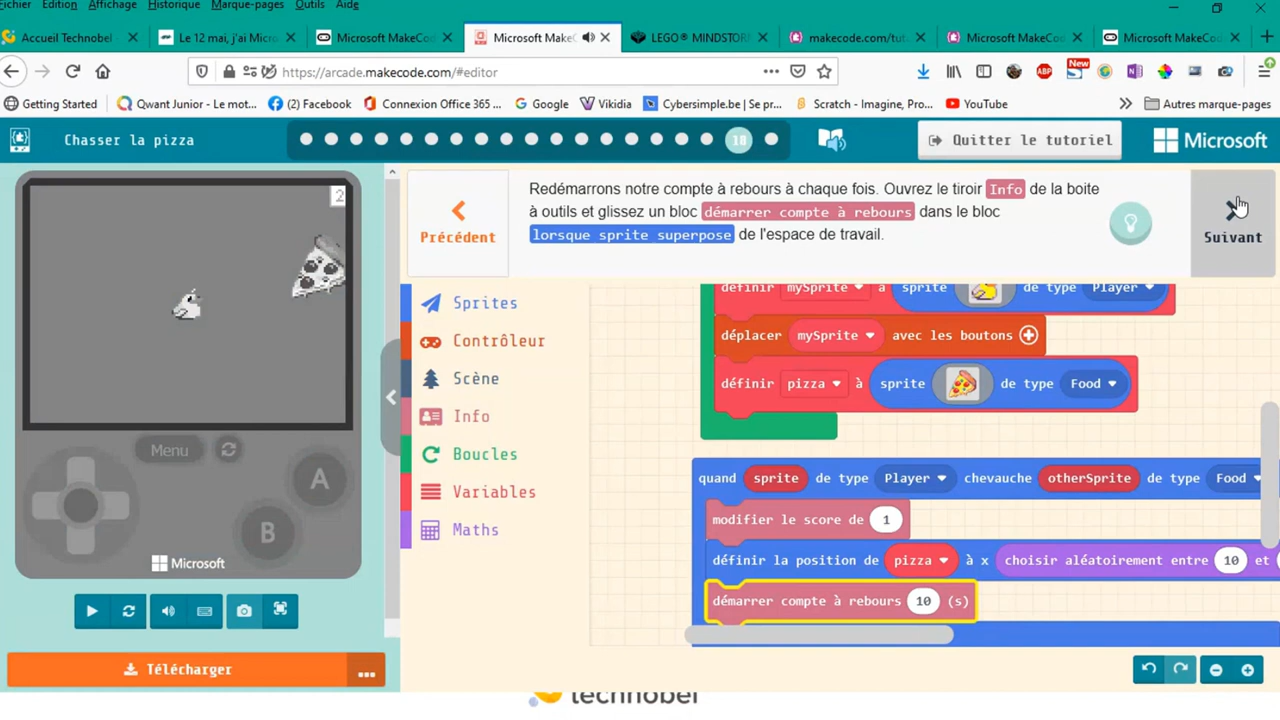 ichier Edition Affichage Historique Marque-pages Outils Aide
Accueil Technobel Le 12 mai, j'ai Micro Microsoft MakeCo Microsoft MakeC LEGO® MINDSTOR makecode.com/tut Microsoft MakeCo Microsoft MakeCo
https://arcade.makecode.com/#editor
New
ABP
Getting Started Qwant Junior - Le mot... (2) Facebook Connexion Office 365 ... Google Vikidia Cybersimple.be | Se pr... Scratch - Imagine, Pro... YouTube Autres marque-pages
Chasser la pizza
18
Quitter le tutoriel
Microsoft
2
Précédent
Redémarrons notre compte à rebours à chaque fois. Ouvrez le tiroir Info de la boite
à outils et glissez un bloc démarrer compte à rebours dans le bloc
lorsque sprite superpose de l'espace de travail.
Suivant
Menu
A
B
Microsoft
Télécharger
...
Sprites
Contrôleur
Scène
Info
Boucles
Variables
Maths
définir mySprite à sprite de type Player
déplacer mySprite avec les boutons
définir pizza à sprite de type Food
quand sprite de type Player chevauche otherSprite de type Food
modifier le score de 1
définir la position de pizza à x choisir aléatoirement entre 10 et
démarrer compte à rebours 10 (s)
technobel